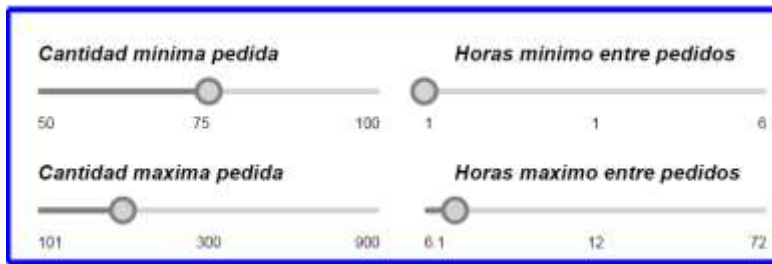 Cantidad minima pedida
50 75 100
Horas minimo entre pedidos
1 1 6
Cantidad maxima pedida
101 300 900
Horas maximo entre pedidos
6.1 12 72